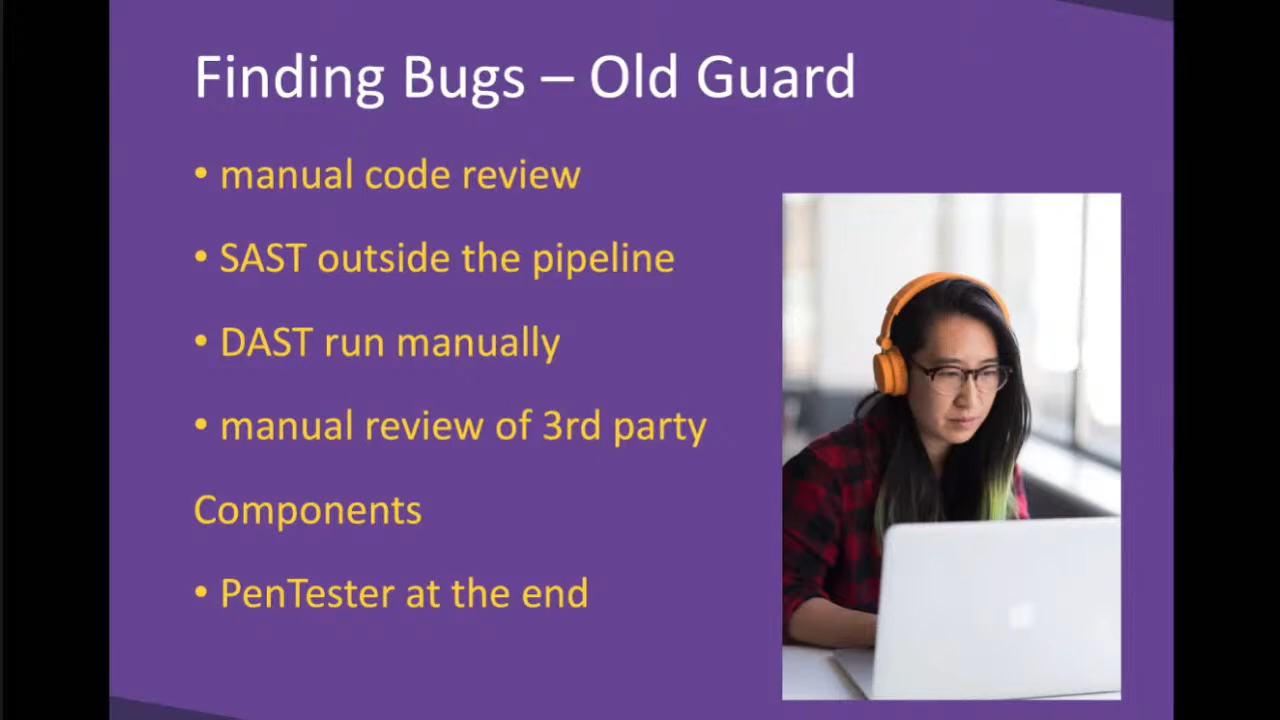 Finding Bugs – Old Guard
• manual code review
• SAST outside the pipeline
• DAST run manually
• manual review of 3rd party
Components
• PenTester at the end